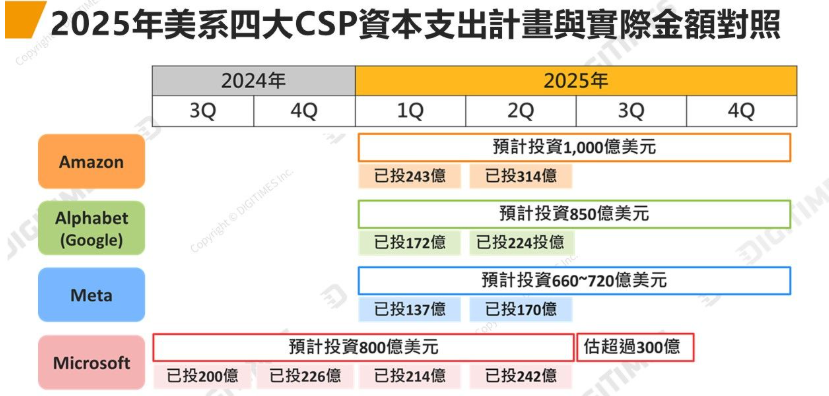 2025年美系四大CSP資本支出計畫與實際金額對照
2024年 2025年
3Q 4Q 1Q 2Q 3Q 4Q
Amazon
預計投資1,000億美元
已投243億 已投314億
Alphabet
(Google)
預計投資850億美元
已投172億 已投224投億
Meta
預計投資660~720億美元
已投137億 已投170億
Microsoft
預計投資800億美元 估超過300億
已投200億 已投226億 已投214億 已投242億
Copyright © DIGITIMES Inc.